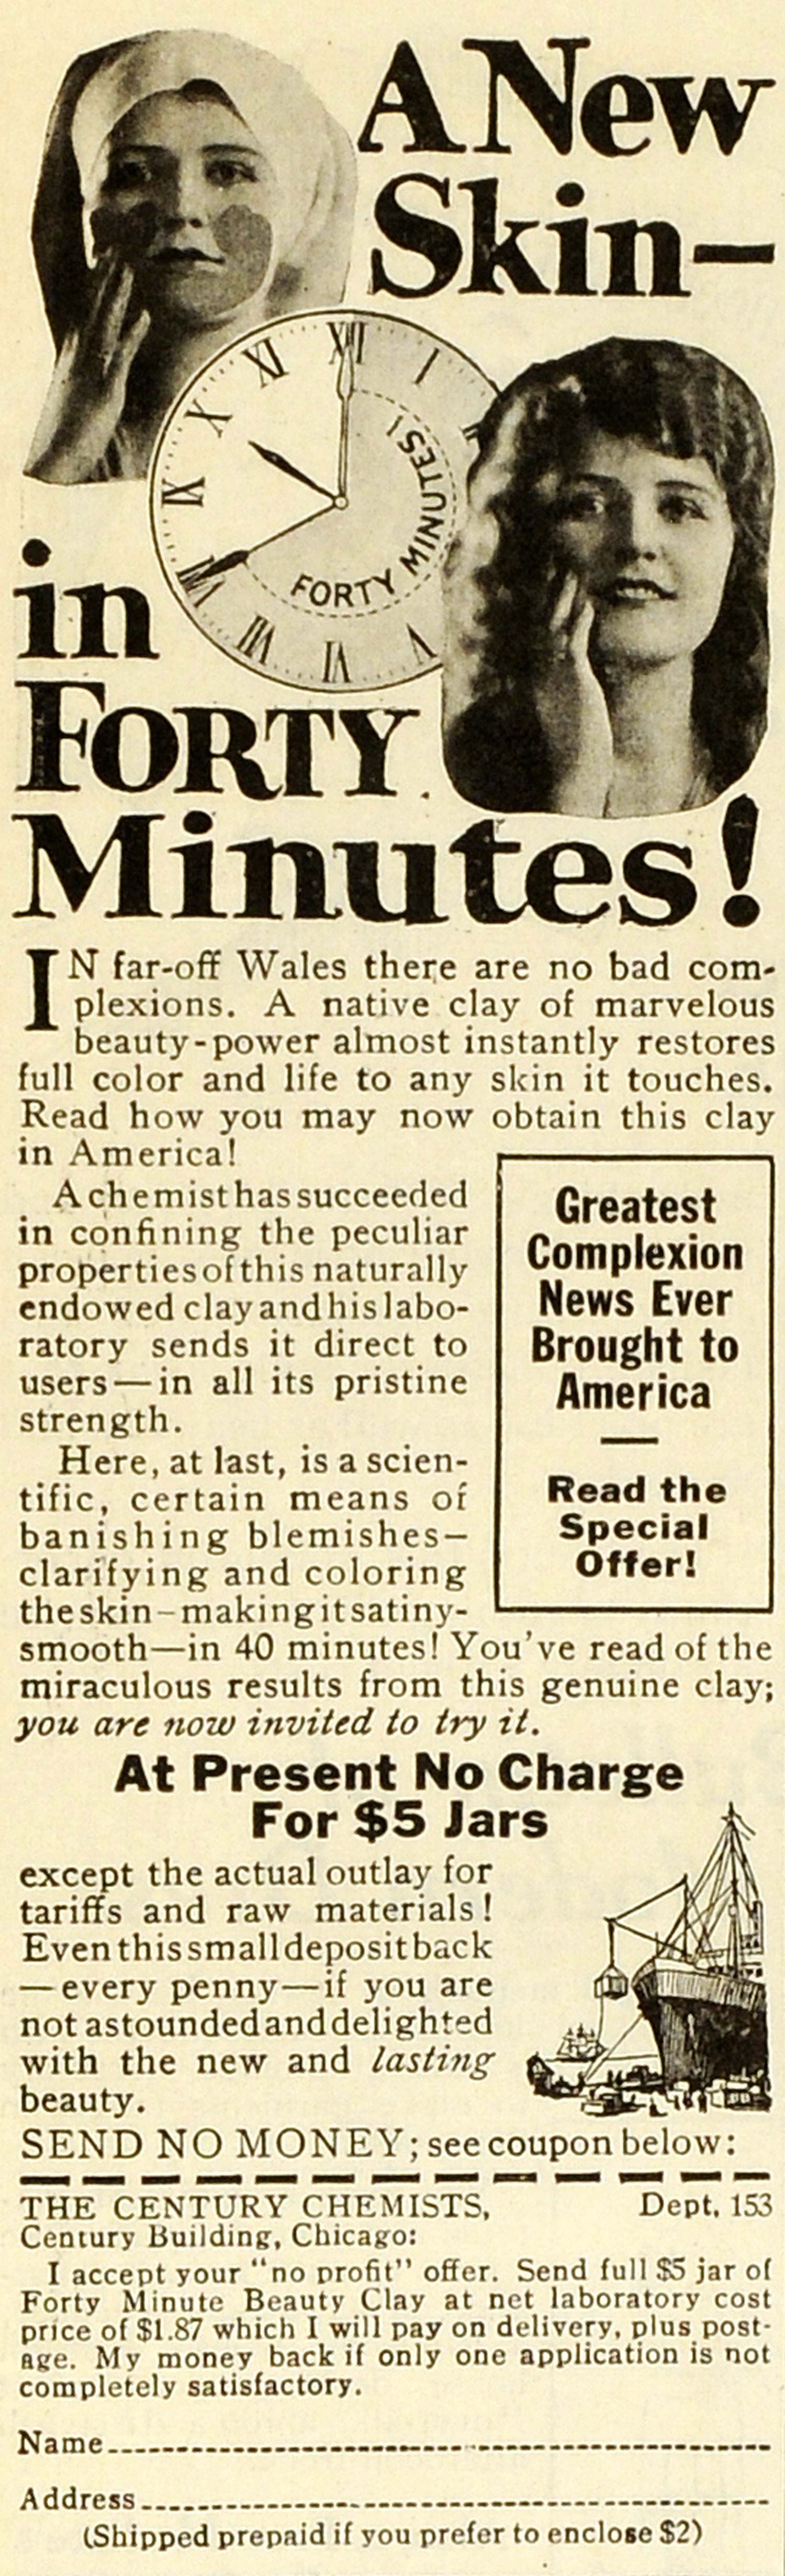 A New
Skin—
XII
I
XI
X
IX
VIII
VII
VI
V
FORTY MINUTES!
in
FORTY
Minutes!
IN far-off Wales there are no bad com-
plexions. A native clay of marvelous
beauty-power almost instantly restores
full color and life to any skin it touches.
Read how you may now obtain this clay
in America!
A chemist has succeeded
in confining the peculiar
properties of this naturally
endowed clay and his labo-
ratory sends it direct to
users—in all its pristine
strength.
Here, at last, is a scien-
tific, certain means of
banishing blemishes—
clarifying and coloring
the skin—making it satiny-
smooth—in 40 minutes! You've read of the
miraculous results from this genuine clay;
you are now invited to try it.
Greatest
Complexion
News Ever
Brought to
America
—
Read the
Special
Offer!
At Present No Charge
For $5 Jars
except the actual outlay for
tariffs and raw materials!
Even this small deposit back
—every penny—if you are
not astounded and delighted
with the new and lasting
beauty.
SEND NO MONEY; see coupon below:
THE CENTURY CHEMISTS, Dept. 153
Century Building, Chicago:
I accept your "no profit" offer. Send full $5 jar of
Forty Minute Beauty Clay at net laboratory cost
price of $1.87 which I will pay on delivery, plus post-
age. My money back if only one application is not
completely satisfactory.
Name
Address
(Shipped prepaid if you prefer to enclose $2)